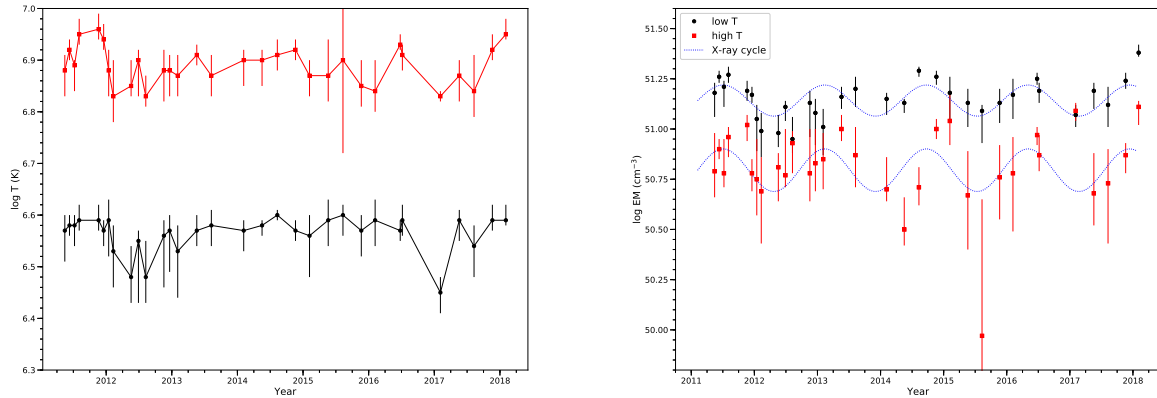 7.0
6.9
6.8
6.7
6.6
6.5
6.4
6.3
log T (K)
2012 2013 2014 2015 2016 2017 2018
Year
51.50
51.25
51.00
50.75
50.50
50.25
50.00
log EM (cm⁻³)
low T
high T
X-ray cycle
2011 2012 2013 2014 2015 2016 2017 2018
Year